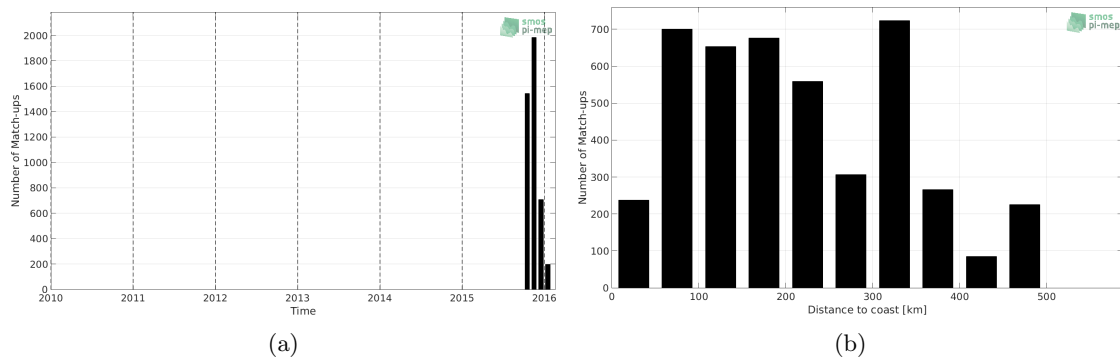 smos
pi-mep
2000
1800
1600
1400
1200
1000
800
600
400
200
0
Number of Match-ups
2010 2011 2012 2013 2014 2015 2016
Time
(a)
smos
pi-mep
700
600
500
400
300
200
100
0
Number of Match-ups
0 100 200 300 400 500
Distance to coast [km]
(b)